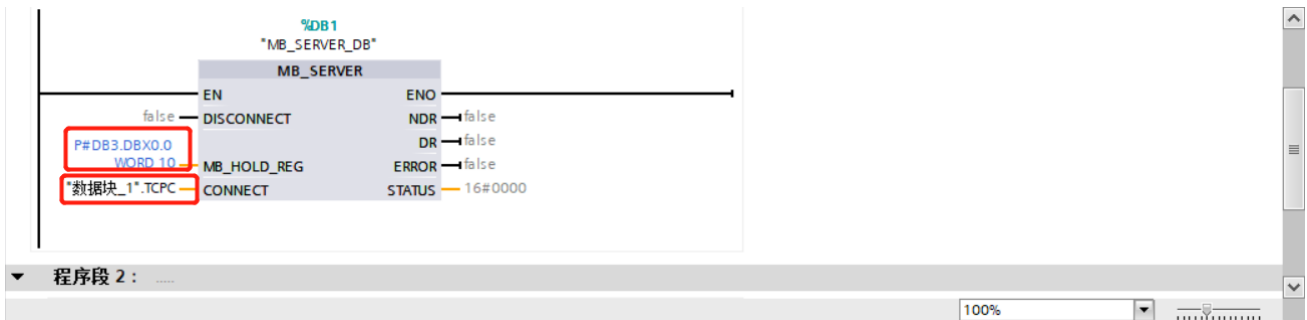 %DB1
"MB_SERVER_DB"
MB_SERVER
EN
ENO
false
DISCONNECT
NDR
false
P#DB3.DBX0.0
DR
false
WORD 10
MB_HOLD_REG
ERROR
false
"数据块_1".TCPC
CONNECT
STATUS
16#0000
程序段 2： .....
100%